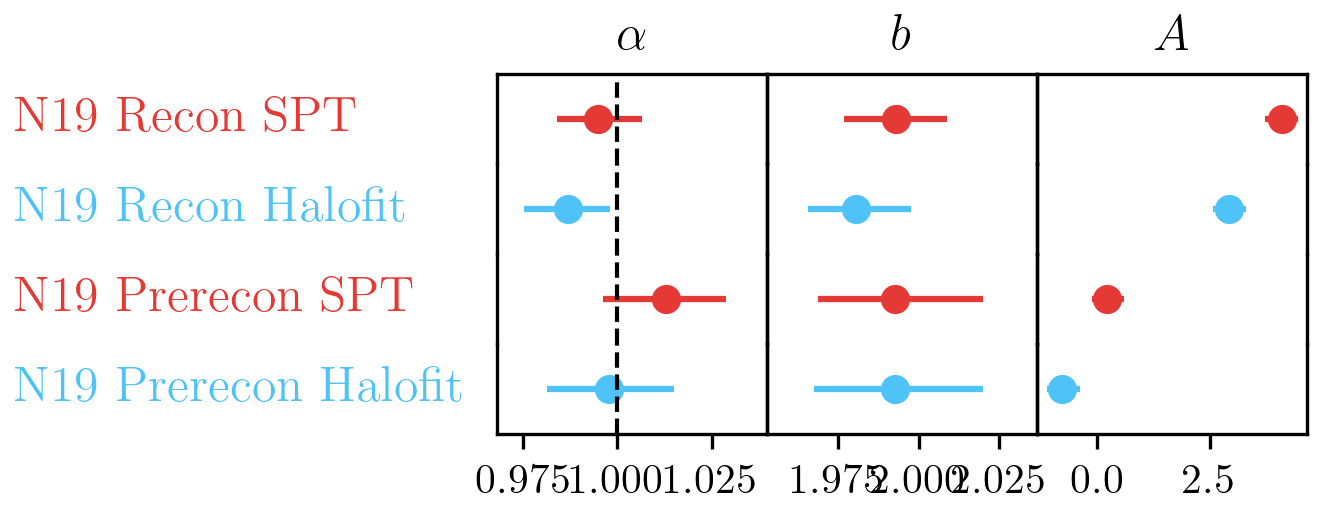 α b A
N19 Recon SPT
N19 Recon Halofit
N19 Prerecon SPT
N19 Prerecon Halofit
0.975 1.000 1.025 1.975 2.000 2.025 0.0 2.5